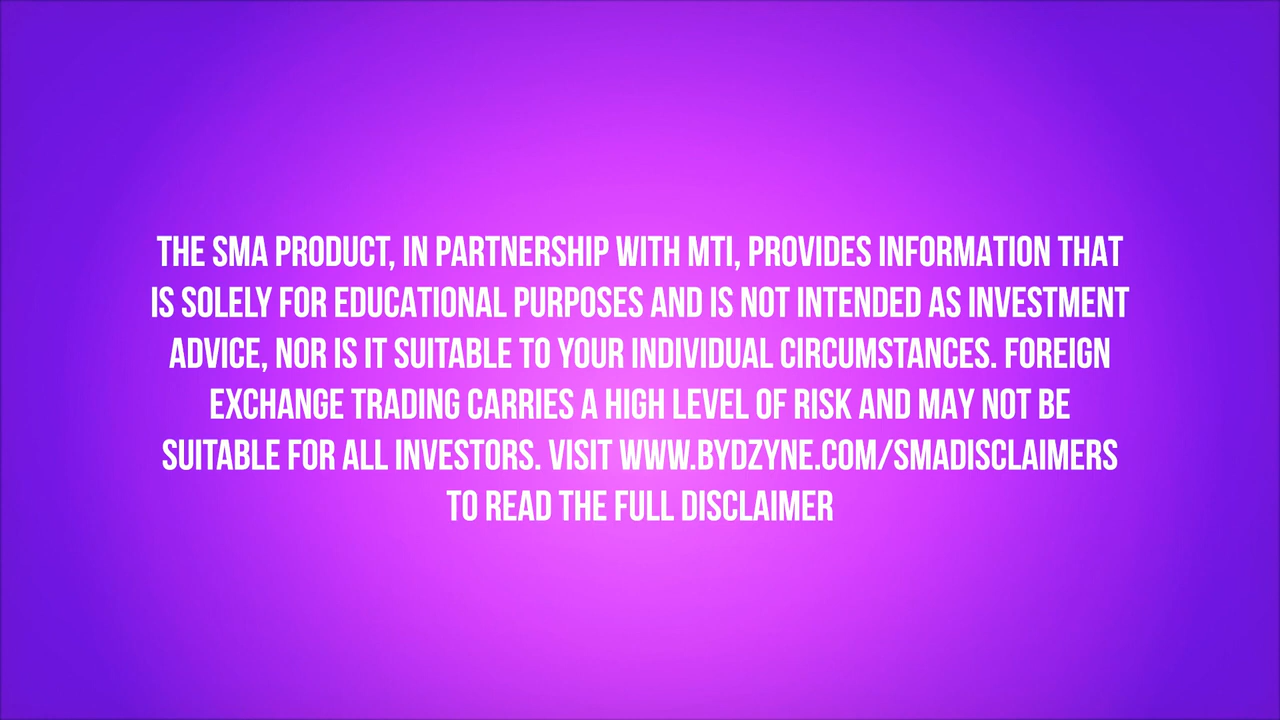 THE SMA PRODUCT, IN PARTNERSHIP WITH MTI, PROVIDES INFORMATION THAT
IS SOLELY FOR EDUCATIONAL PURPOSES AND IS NOT INTENDED AS INVESTMENT
ADVICE, NOR IS IT SUITABLE TO YOUR INDIVIDUAL CIRCUMSTANCES. FOREIGN
EXCHANGE TRADING CARRIES A HIGH LEVEL OF RISK AND MAY NOT BE
SUITABLE FOR ALL INVESTORS. VISIT WWW.BYDZYNE.COM/SMADISCLAIMERS
TO READ THE FULL DISCLAIMER